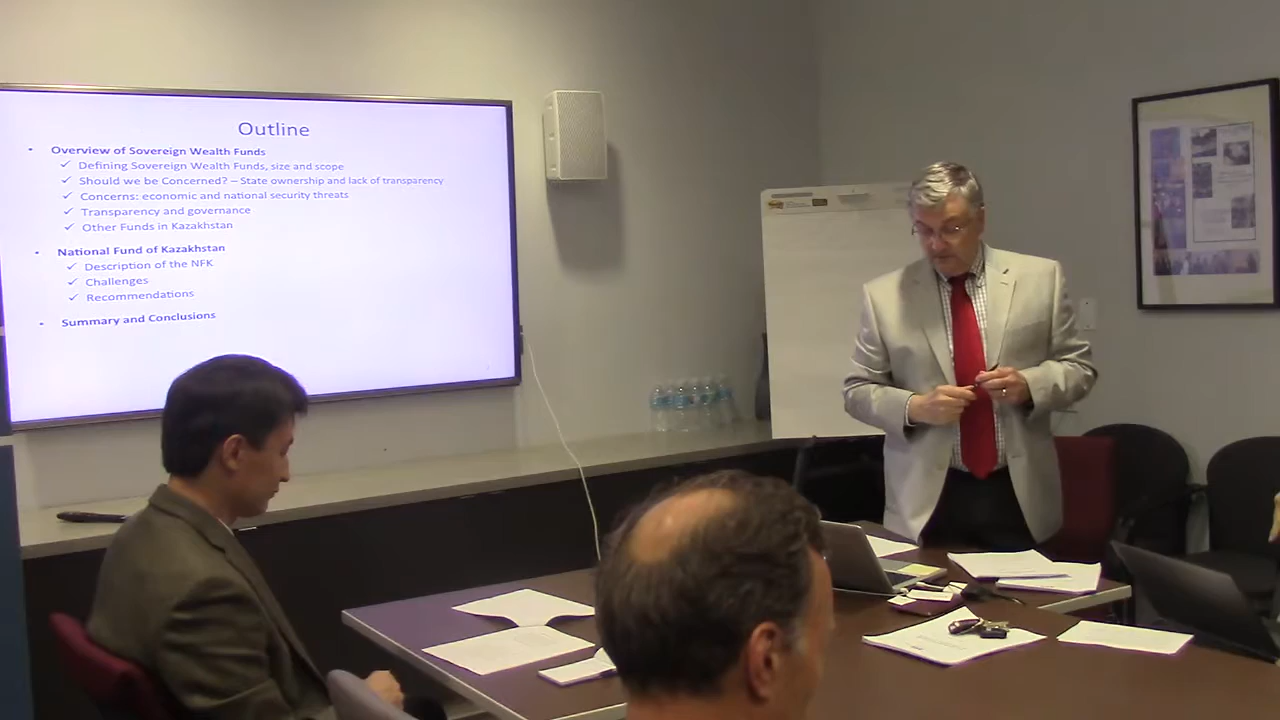 Outline
• Overview of Sovereign Wealth Funds
✓ Defining Sovereign Wealth Funds, size and scope
✓ Should we be Concerned? – State ownership and lack of transparency
✓ Concerns: economic and national security threats
✓ Transparency and governance
✓ Other Funds in Kazakhstan
• National Fund of Kazakhstan
✓ Description of the NFK
✓ Challenges
✓ Recommendations
• Summary and Conclusions